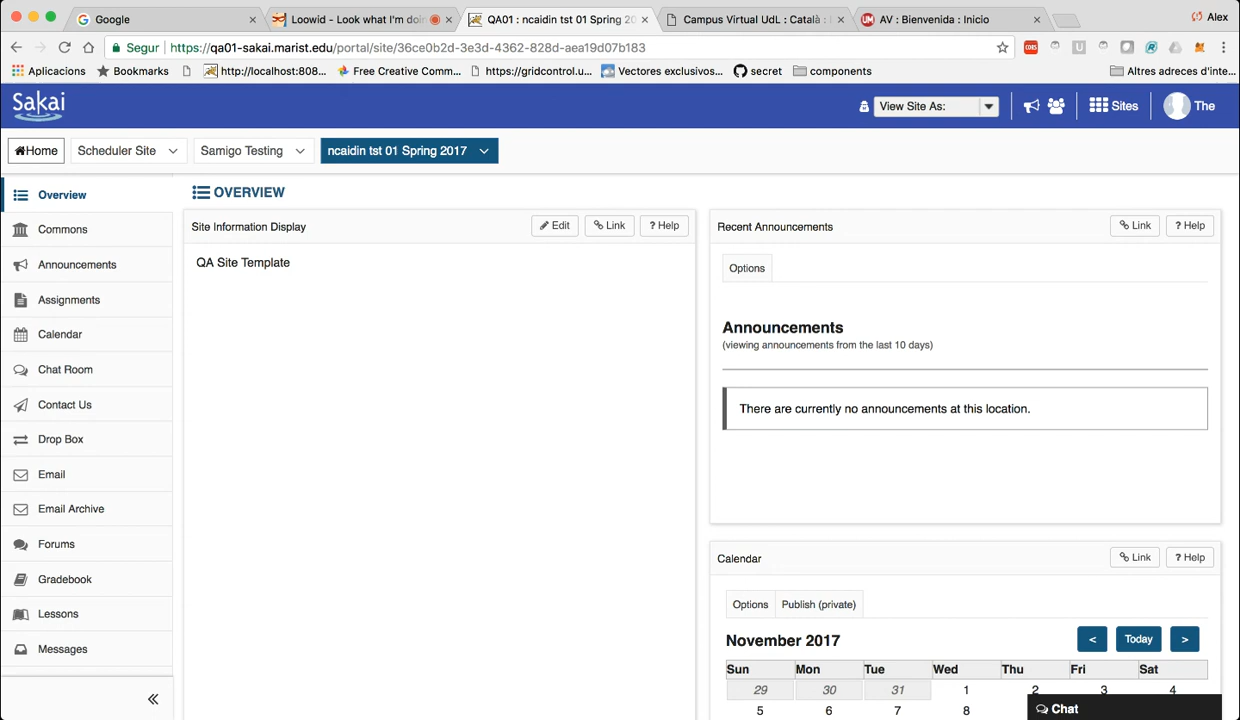 Google
Loowid - Look what I'm doin
QA01 : ncaidin tst 01 Spring 20
Campus Virtual UdL : Català :
AV : Bienvenida : Inicio
Alex
Segur
https://qa01-sakai.marist.edu/portal/site/36ce0b2d-3e3d-4362-828d-aea19d07b183
Aplicacions
Bookmarks
http://localhost:808...
Free Creative Comm...
https://gridcontrol.u...
Vectores exclusivos...
secret
components
Altres adreces d'inte...
Sakai
View Site As:
Sites
The
Home
Scheduler Site
Samigo Testing
ncaidin tst 01 Spring 2017
Overview
Commons
Announcements
Assignments
Calendar
Chat Room
Contact Us
Drop Box
Email
Email Archive
Forums
Gradebook
Lessons
Messages
OVERVIEW
Site Information Display
Edit
Link
? Help
QA Site Template
Recent Announcements
Link
? Help
Options
Announcements
(viewing announcements from the last 10 days)
There are currently no announcements at this location.
Calendar
Link
? Help
Options
Publish (private)
November 2017
<
Today
>
Sun Mon Tue Wed Thu Fri Sat
29 30 31 1 2 3 4
5 6 7 8
Chat